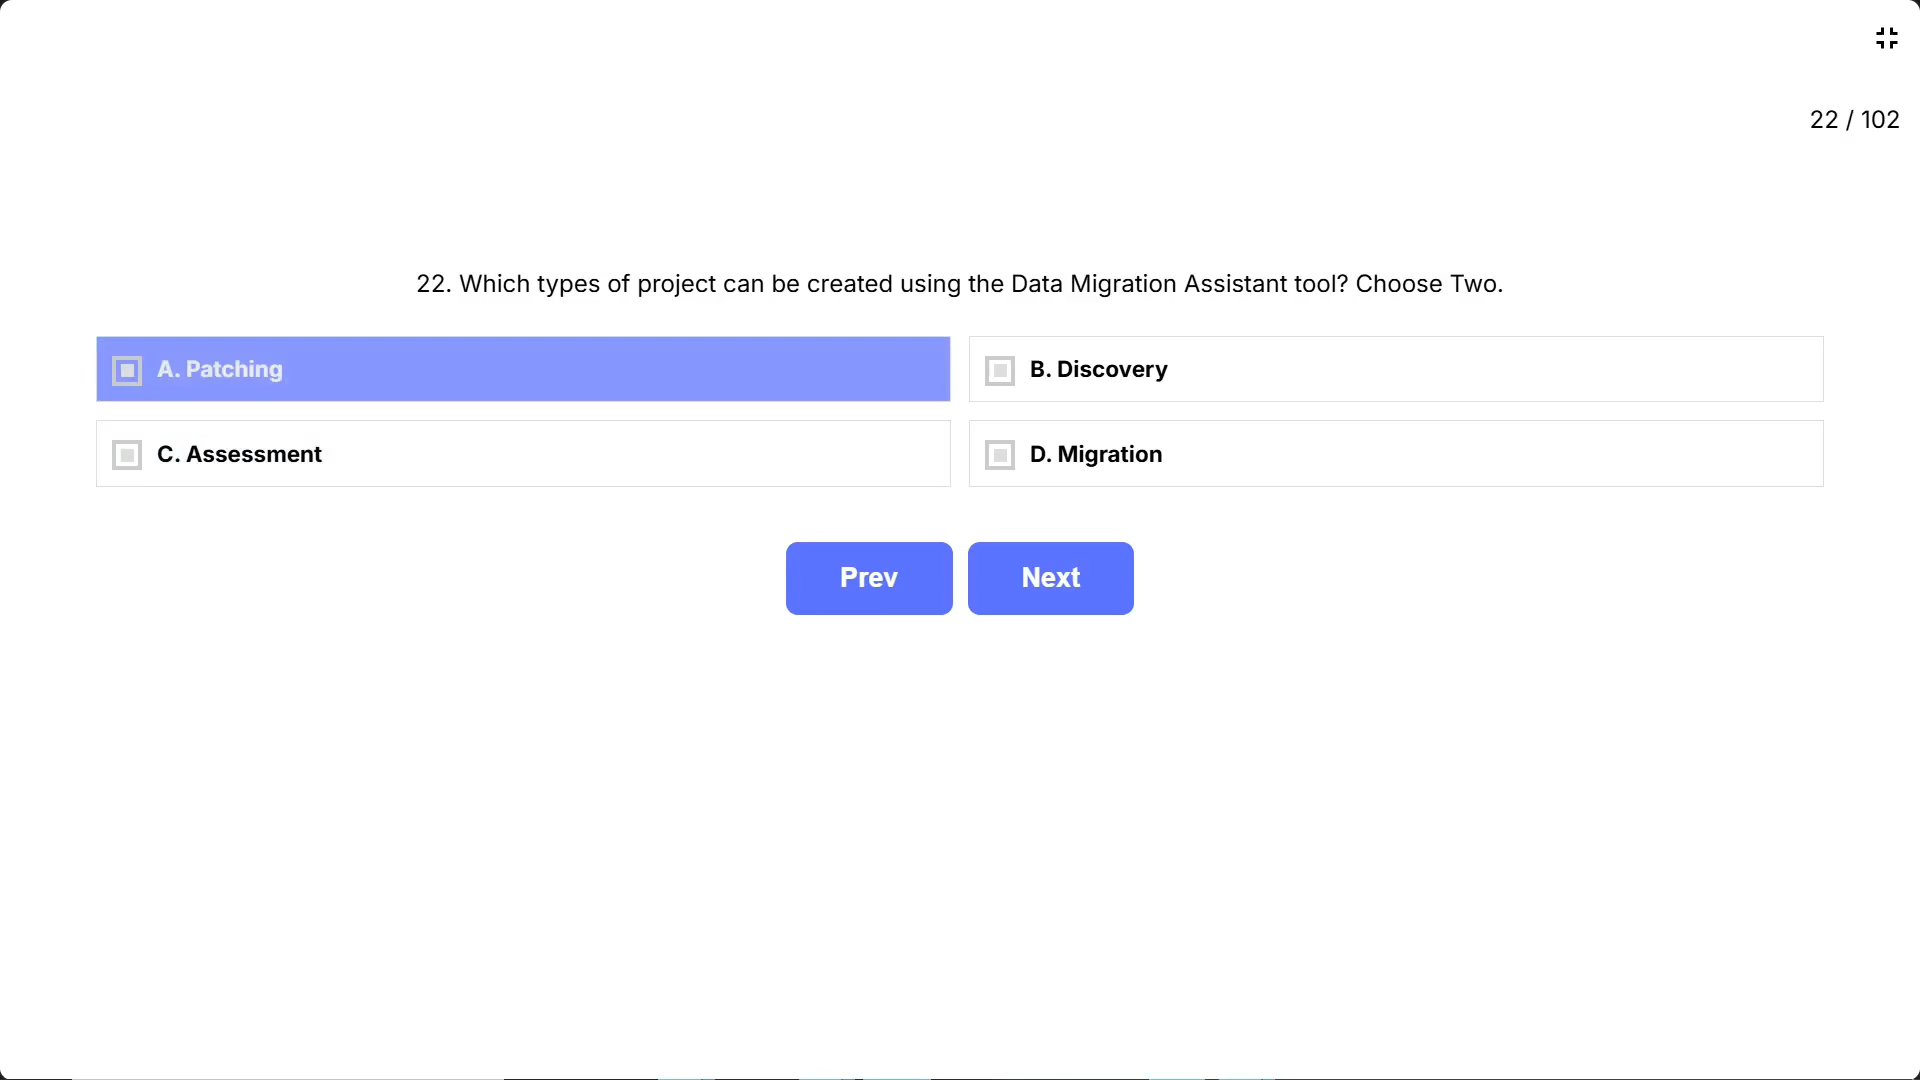 22 / 102
22. Which types of project can be created using the Data Migration Assistant tool? Choose Two.
A. Patching
B. Discovery
C. Assessment
D. Migration
Prev
Next